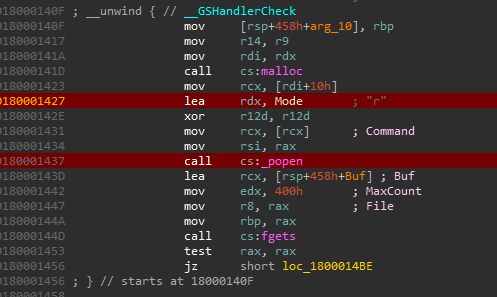 018000140F ; __unwind { // __GSHandlerCheck
018000140F mov [rsp+458h+arg_10], rbp
0180001417 mov r14, r9
018000141A mov rdi, rdx
018000141D call cs:malloc
0180001423 mov rcx, [rdi+10h]
0180001427 lea rdx, Mode ; "r"
018000142E xor r12d, r12d
0180001431 mov rcx, [rcx] ; Command
0180001434 mov rsi, rax
0180001437 call cs:_popen
018000143D lea rcx, [rsp+458h+Buf] ; Buf
0180001442 mov edx, 400h ; MaxCount
0180001447 mov r8, rax ; File
018000144A mov rbp, rax
018000144D call cs:fgets
0180001453 test rax, rax
0180001456 jz short loc_1800014BE
0180001456 ; } // starts at 18000140F
0180001458